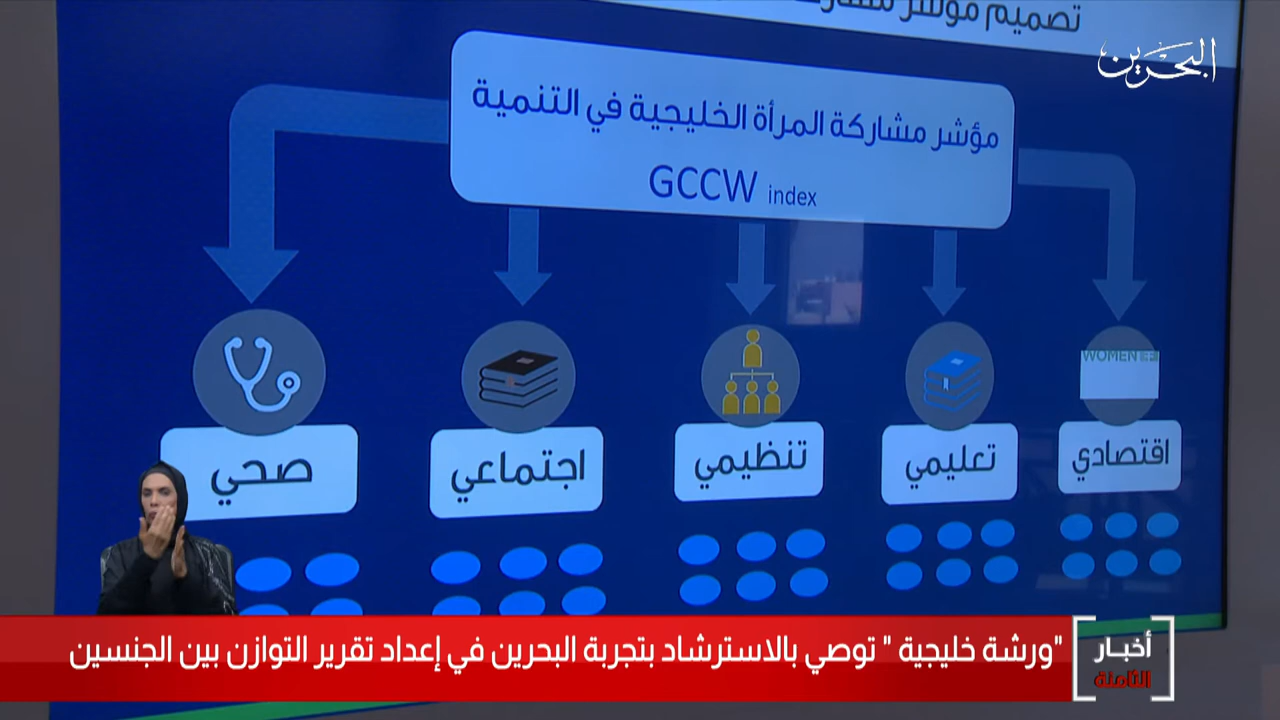 تصميم مؤشر
البحرين
مؤشر مشاركة المرأة الخليجية في التنمية
GCCW index
WOMEN
اقتصادي
تعليمي
تنظيمي
اجتماعي
صحي
أخبار
الثامنة
"ورشة خليجية " توصي بالاسترشاد بتجربة البحرين في إعداد تقرير التوازن بين الجنسين